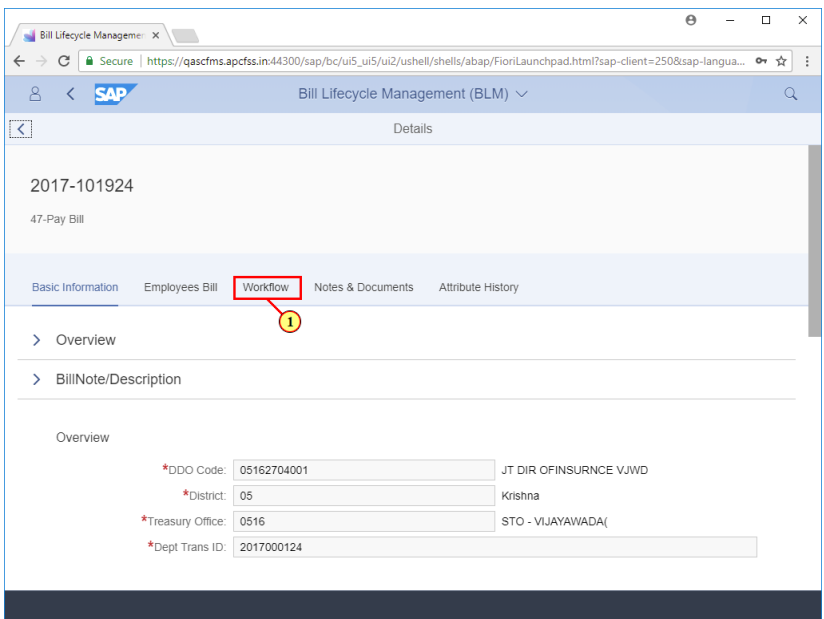 Bill Lifecycle Managemen
Secure | https://qascfms.apcfss.in:44300/sap/bc/ui5_ui5/ui2/ushell/shells/abap/FioriLaunchpad.html?sap-client=250&sap-langua...
SAP Bill Lifecycle Management (BLM)
Details
2017-101924
47-Pay Bill
Basic Information Employees Bill Workflow Notes & Documents Attribute History
1
Overview
BillNote/Description
Overview
*DDO Code: 05162704001 JT DIR OFINSURNCE VJWD
*District: 05 Krishna
*Treasury Office: 0516 STO - VIJAYAWADA(
*Dept Trans ID: 2017000124